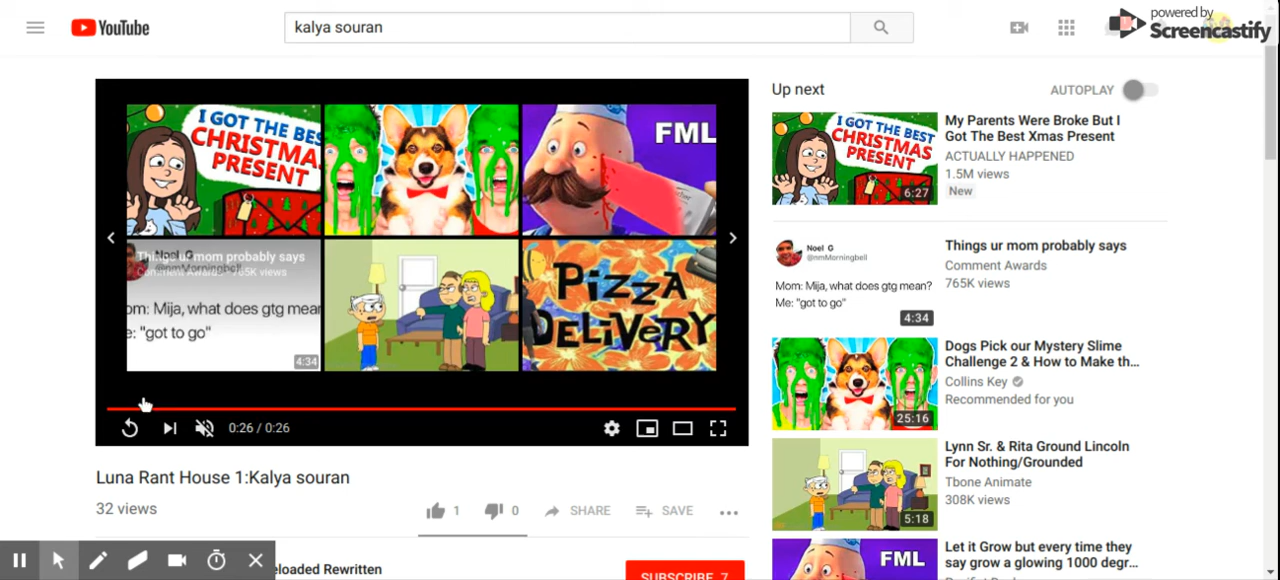 YouTube
kalya souran
powered by
Screencastify
I GOT THE BES
CHRISTMA
PRESENT
FML
Noel G
@nmMorningbell
Things ur mom probably says
765K views
om: Mija, what does gtg mear
e: "got to go"
4:34
PIZZA
DELIVERY
0:26 / 0:26
Luna Rant House 1:Kalya souran
32 views
1
0
SHARE
SAVE
eloaded Rewritten
SUBSCRIBE 7
Up next
AUTOPLAY
I GOT THE BEST
CHRISTMAS
PRESENT
6:27
My Parents Were Broke But I
Got The Best Xmas Present
ACTUALLY HAPPENED
1.5M views
New
Noel G
@nmMorningbell
Mom: Mija, what does gtg mean?
Me: "got to go"
4:34
Things ur mom probably says
Comment Awards
765K views
25:16
Dogs Pick our Mystery Slime
Challenge 2 & How to Make th...
Collins Key
Recommended for you
5:18
Lynn Sr. & Rita Ground Lincoln
For Nothing/Grounded
Tbone Animate
308K views
FML
Let it Grow but every time they
say grow a glowing 1000 degr...